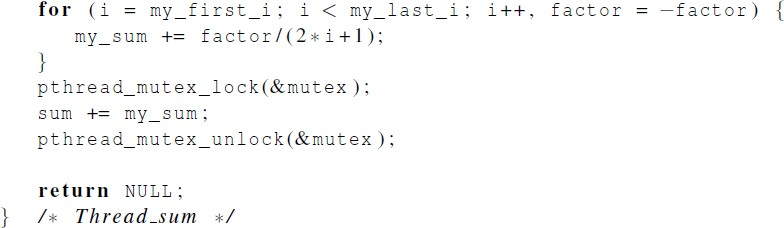 for (i = my_first_i; i < my_last_i; i++, factor = −factor) {
my_sum += factor/(2*i+1);
}
pthread_mutex_lock(&mutex);
sum += my_sum;
pthread_mutex_unlock(&mutex);
return NULL;
} /* Thread_sum */